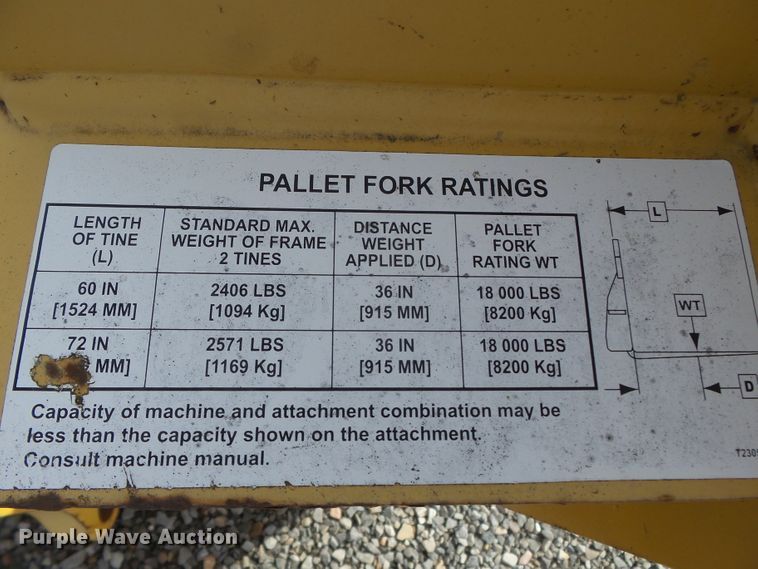 PALLET FORK RATINGS
LENGTH OF TINE (L)
STANDARD MAX. WEIGHT OF FRAME 2 TINES
DISTANCE WEIGHT APPLIED (D)
PALLET FORK RATING WT
60 IN
[1524 MM]
2406 LBS
[1094 Kg]
36 IN
[915 MM]
18 000 LBS
[8200 Kg]
72 IN
MM]
2571 LBS
[1169 Kg]
36 IN
[915 MM]
18 000 LBS
[8200 Kg]
Capacity of machine and attachment combination may be
less than the capacity shown on the attachment.
Consult machine manual.
L
WT
D
Purple Wave Auction